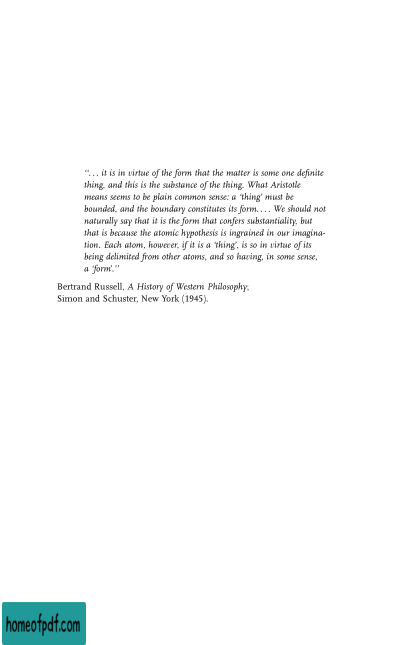 “. . . it is in virtue of the form that the matter is some one definite
thing, and this is the substance of the thing. What Aristotle
means seems to be plain common sense: a ‘thing’ must be
bounded, and the boundary constitutes its form. . . . We should not
naturally say that it is the form that confers substantiality, but
that is because the atomic hypothesis is ingrained in our imagina-
tion. Each atom, however, if it is a ‘thing’, is so in virtue of its
being delimited from other atoms, and so having, in some sense,
a ‘form’.”
Bertrand Russell, A History of Western Philosophy,
Simon and Schuster, New York (1945).
homeofpdf.com